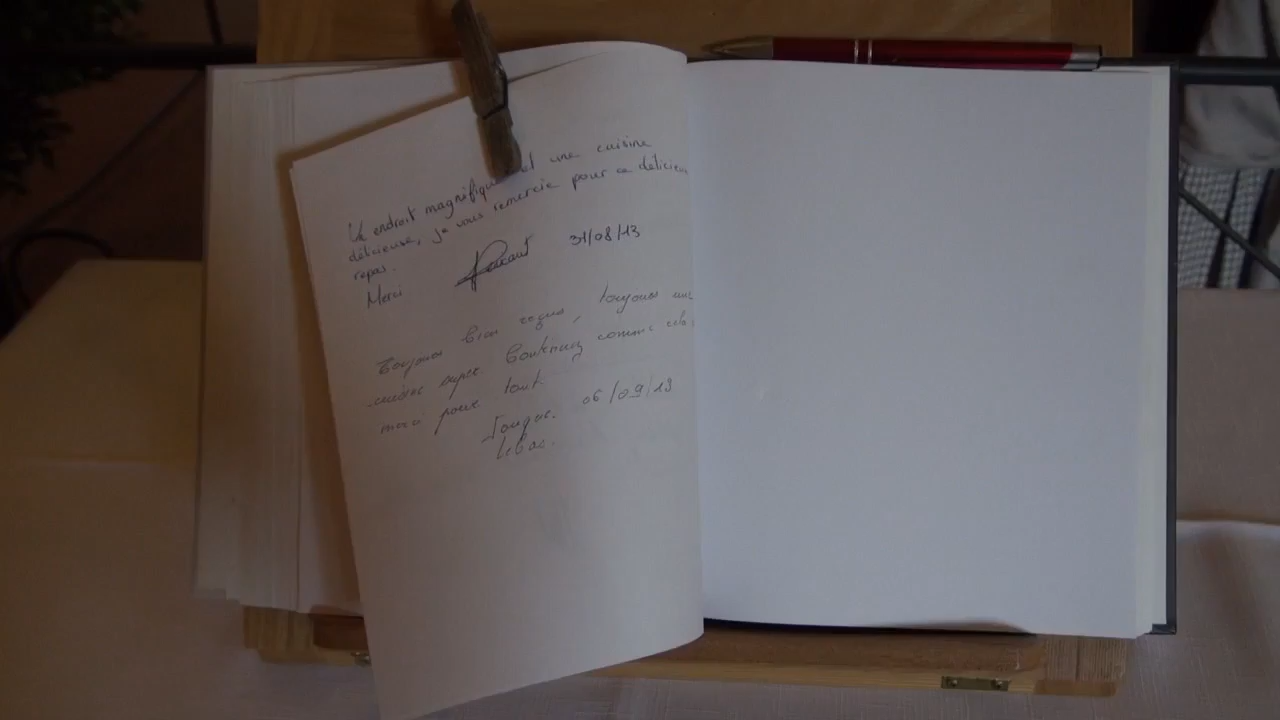 Un endroit magnifique et une cuisine
délicieuse, je vous remercie pour ce délicieux
repas.
Merci 31/08/13
Toujours bien reçus, toujours une
cuisine super. Continuez comme cela,
merci pour tout.
06/09/13